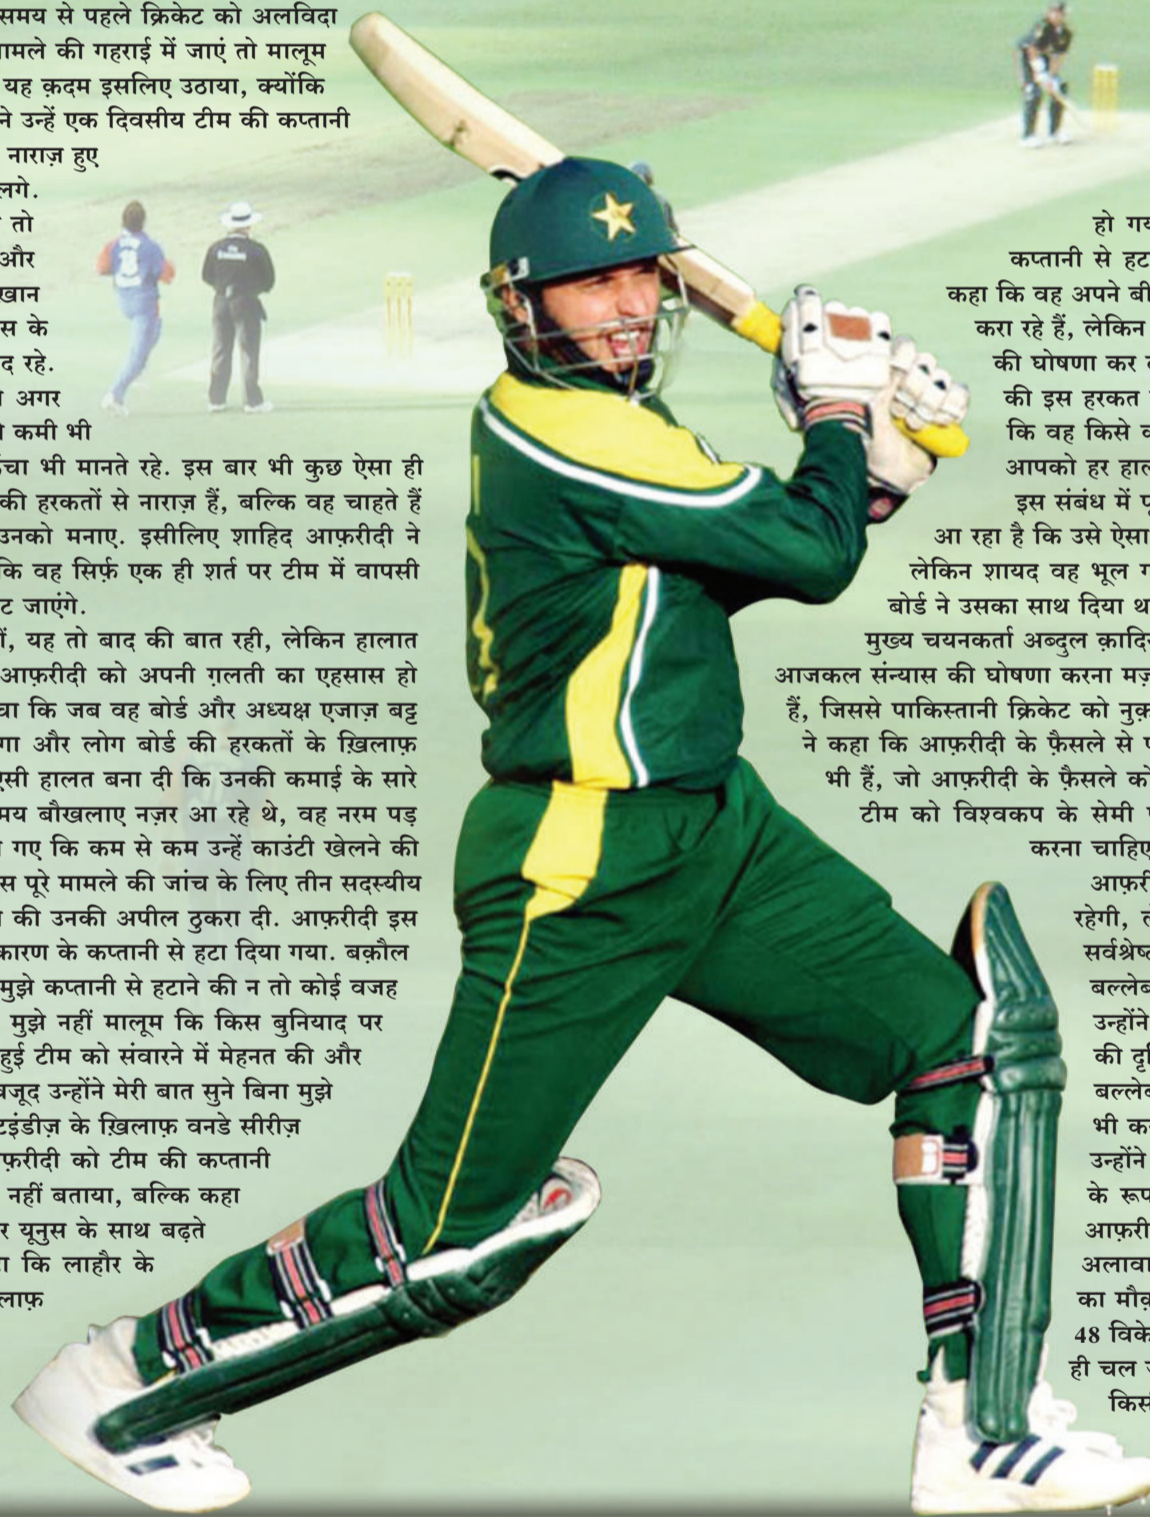 समय से पहले क्रिकेट को अलविदा
मामले की गहराई में जाएं तो मालूम
यह क़दम इसलिए उठाया, क्योंकि
ने उन्हें एक दिवसीय टीम की कप्तानी
नाराज़ हुए
लगे.
तो
और
खान
स के
द रहे.
अगर
कमी भी
चा भी मानते रहे. इस बार भी कुछ ऐसा ही
की हरकतों से नाराज़ हैं, बल्कि वह चाहते हैं
उनको मनाए. इसीलिए शाहिद आफ़रीदी ने
कि वह सिर्फ़ एक ही शर्त पर टीम में वापसी
ट जाएंगे.
यह तो बाद की बात रही, लेकिन हालात
आफ़रीदी को अपनी ग़लती का एहसास हो
चा कि जब वह बोर्ड और अध्यक्ष एजाज़ बट्ट
गा और लोग बोर्ड की हरकतों के ख़िलाफ़
ऐसी हालत बना दी कि उनकी कमाई के सारे
मय बौखलाए नज़र आ रहे थे, वह नरम पड़
गए कि कम से कम उन्हें काउंटी खेलने की
स पूरे मामले की जांच के लिए तीन सदस्यीय
की उनकी अपील ठुकरा दी. आफ़रीदी इस
कारण के कप्तानी से हटा दिया गया. बक़ौल
मुझे कप्तानी से हटाने की न तो कोई वजह
मुझे नहीं मालूम कि किस बुनियाद पर
हुई टीम को संवारने में मेहनत की और
वजूद उन्होंने मेरी बात सुने बिना मुझे
टइंडीज़ के ख़िलाफ़ वनडे सीरीज़
फ़रीदी को टीम की कप्तानी
नहीं बताया, बल्कि कहा
र यूनुस के साथ बढ़ते
कि लाहौर के
लाफ़
हो गय
कप्तानी से हट
कहा कि वह अपने बी
करा रहे हैं, लेकिन
की घोषणा कर
की इस हरकत
कि वह किसे
आपको हर हाल
इस संबंध में पू
आ रहा है कि उसे ऐसा
लेकिन शायद वह भूल ग
बोर्ड ने उसका साथ दिया थ
मुख्य चयनकर्ता अब्दुल क़ादि
आजकल संन्यास की घोषणा करना मज़
हैं, जिससे पाकिस्तानी क्रिकेट को नुक़
ने कहा कि आफ़रीदी के फ़ैसले से
भी हैं, जो आफ़रीदी के फ़ैसले को
टीम को विश्वकप के सेमी
करना चाहिए
आफ़री
रहेगी,
सर्वश्रेष्ठ
बल्लेब
उन्होंने
की दृ
बल्लेब
भी कर
उन्होंने
के रूप
आफ़री
अलावा
का मौक़
48 विके
ही चल
किसी